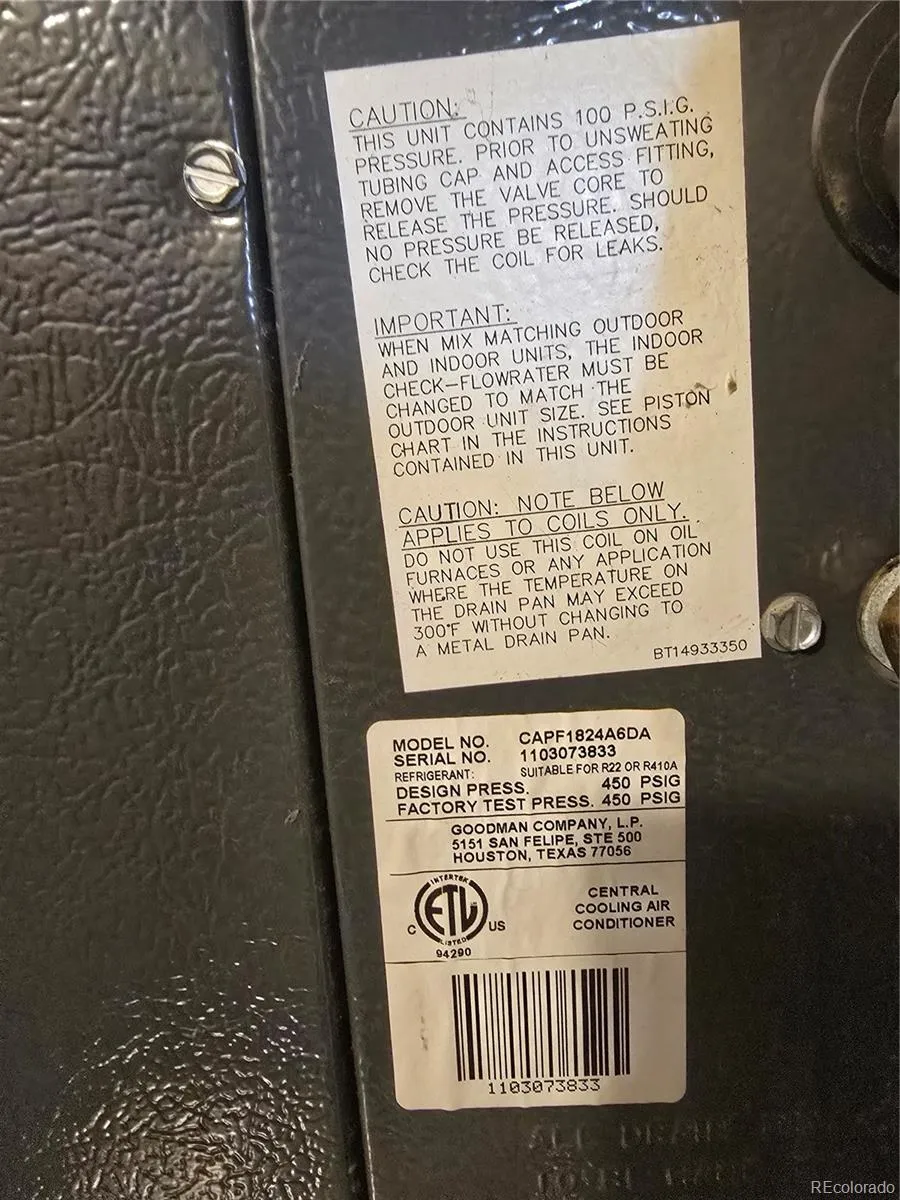 CAUTION:
THIS UNIT CONTAINS 100 P.S.I.G.
PRESSURE. PRIOR TO UNSWEATING
TUBING CAP AND ACCESS FITTING,
REMOVE THE VALVE CORE TO
RELEASE THE PRESSURE. SHOULD
NO PRESSURE BE RELEASED,
CHECK THE COIL FOR LEAKS.
IMPORTANT:
WHEN MIX MATCHING OUTDOOR
AND INDOOR UNITS, THE INDOOR
CHECK-FLOWRATER MUST BE
CHANGED TO MATCH THE
OUTDOOR UNIT SIZE. SEE PISTON
CHART IN THE INSTRUCTIONS
CONTAINED IN THIS UNIT.
CAUTION: NOTE BELOW
APPLIES TO COILS ONLY.
DO NOT USE THIS COIL ON OIL
FURNACES OR ANY APPLICATION
WHERE THE TEMPERATURE ON
THE DRAIN PAN MAY EXCEED
300°F WITHOUT CHANGING TO
A METAL DRAIN PAN.
BT14933350
MODEL NO. CAPF1824A6DA
SERIAL NO. 1103073833
REFRIGERANT: SUITABLE FOR R22 OR R410A
DESIGN PRESS. 450 PSIG
FACTORY TEST PRESS. 450 PSIG
GOODMAN COMPANY, L.P.
5151 SAN FELIPE, STE 500
HOUSTON, TEXAS 77056
INTERTEK
C ETL US
LISTED
94290
CENTRAL
COOLING AIR
CONDITIONER
1103073833
REcolorado